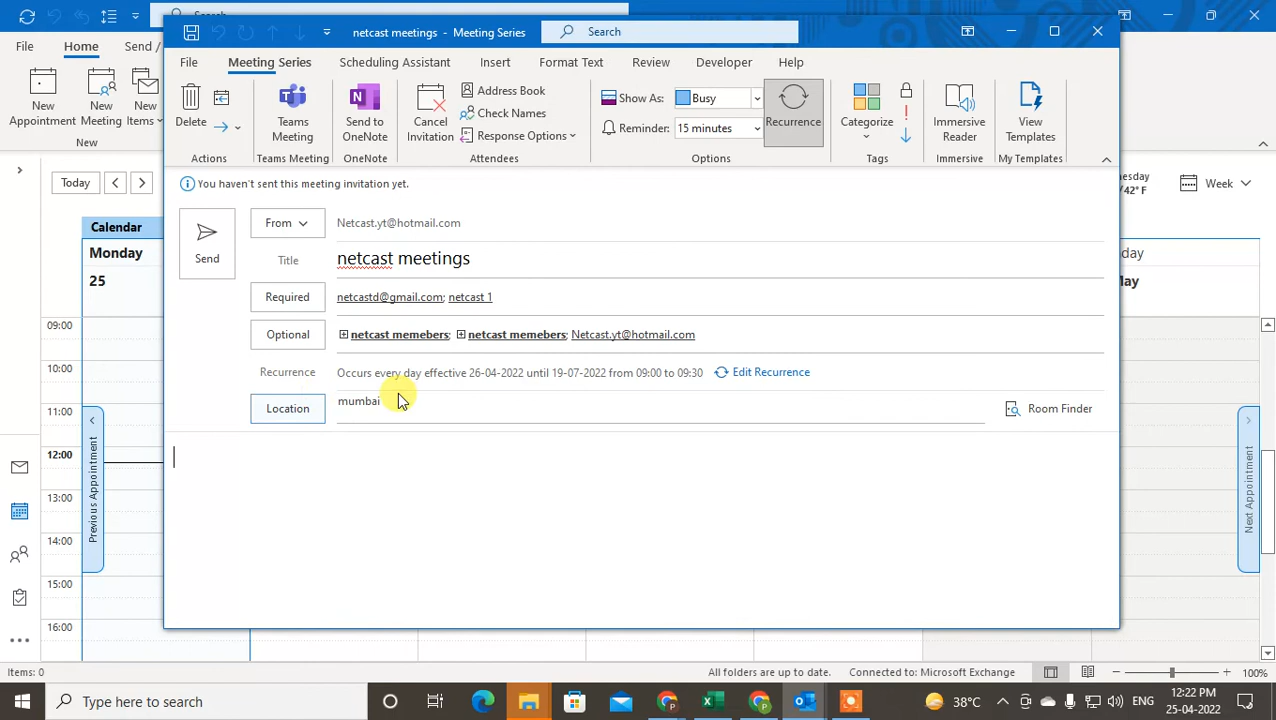 Search
netcast meetings - Meeting Series
Search
File Home Send /
File Meeting Series Scheduling Assistant Insert Format Text Review Developer Help
New Appointment
New Meeting
New Items
New
Delete
Actions
Teams Meeting
Teams Meeting
Send to OneNote
OneNote
Cancel Invitation
Address Book
Check Names
Response Options
Attendees
Show As: Busy
Reminder: 15 minutes
Recurrence
Options
Categorize
Tags
Immersive Reader
Immersive
View Templates
My Templates
You haven't sent this meeting invitation yet.
Today
/42° F
Week
Send
From Netcast.yt@hotmail.com
Title netcast meetings
Required netcastd@gmail.com; netcast 1
Optional netcast memebers; netcast memebers; Netcast.yt@hotmail.com
Recurrence Occurs every day effective 26-04-2022 until 19-07-2022 from 09:00 to 09:30 Edit Recurrence
Location mumbai Room Finder
Calendar
Monday
25
day
May
09:00
10:00
11:00
12:00
13:00
14:00
15:00
16:00
Previous Appointment
Next Appointment
Items: 0
All folders are up to date. Connected to: Microsoft Exchange 100%
Type here to search
38°C
ENG
12:22 PM
25-04-2022